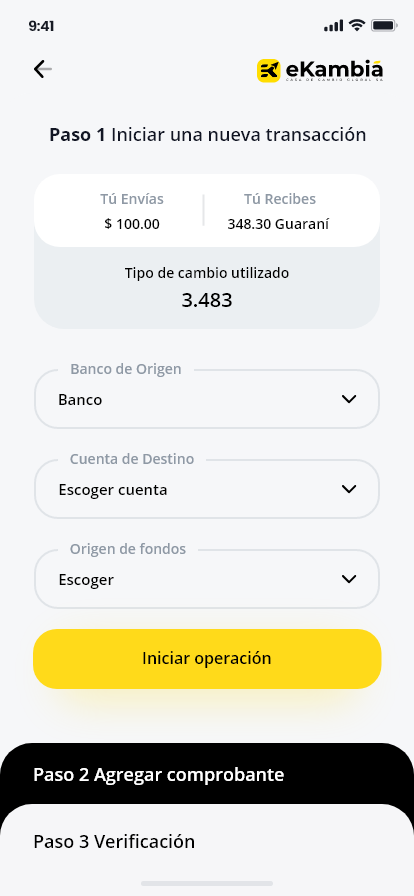 9:41
eKambia
CASA DE CAMBIO GLOBAL SA
Paso 1 Iniciar una nueva transacción
Tú Envías
Tú Recibes
$ 100.00
348.30 Guaraní
Tipo de cambio utilizado
3.483
Banco de Origen
Banco
Cuenta de Destino
Escoger cuenta
Origen de fondos
Escoger
Iniciar operación
Paso 2 Agregar comprobante
Paso 3 Verificación